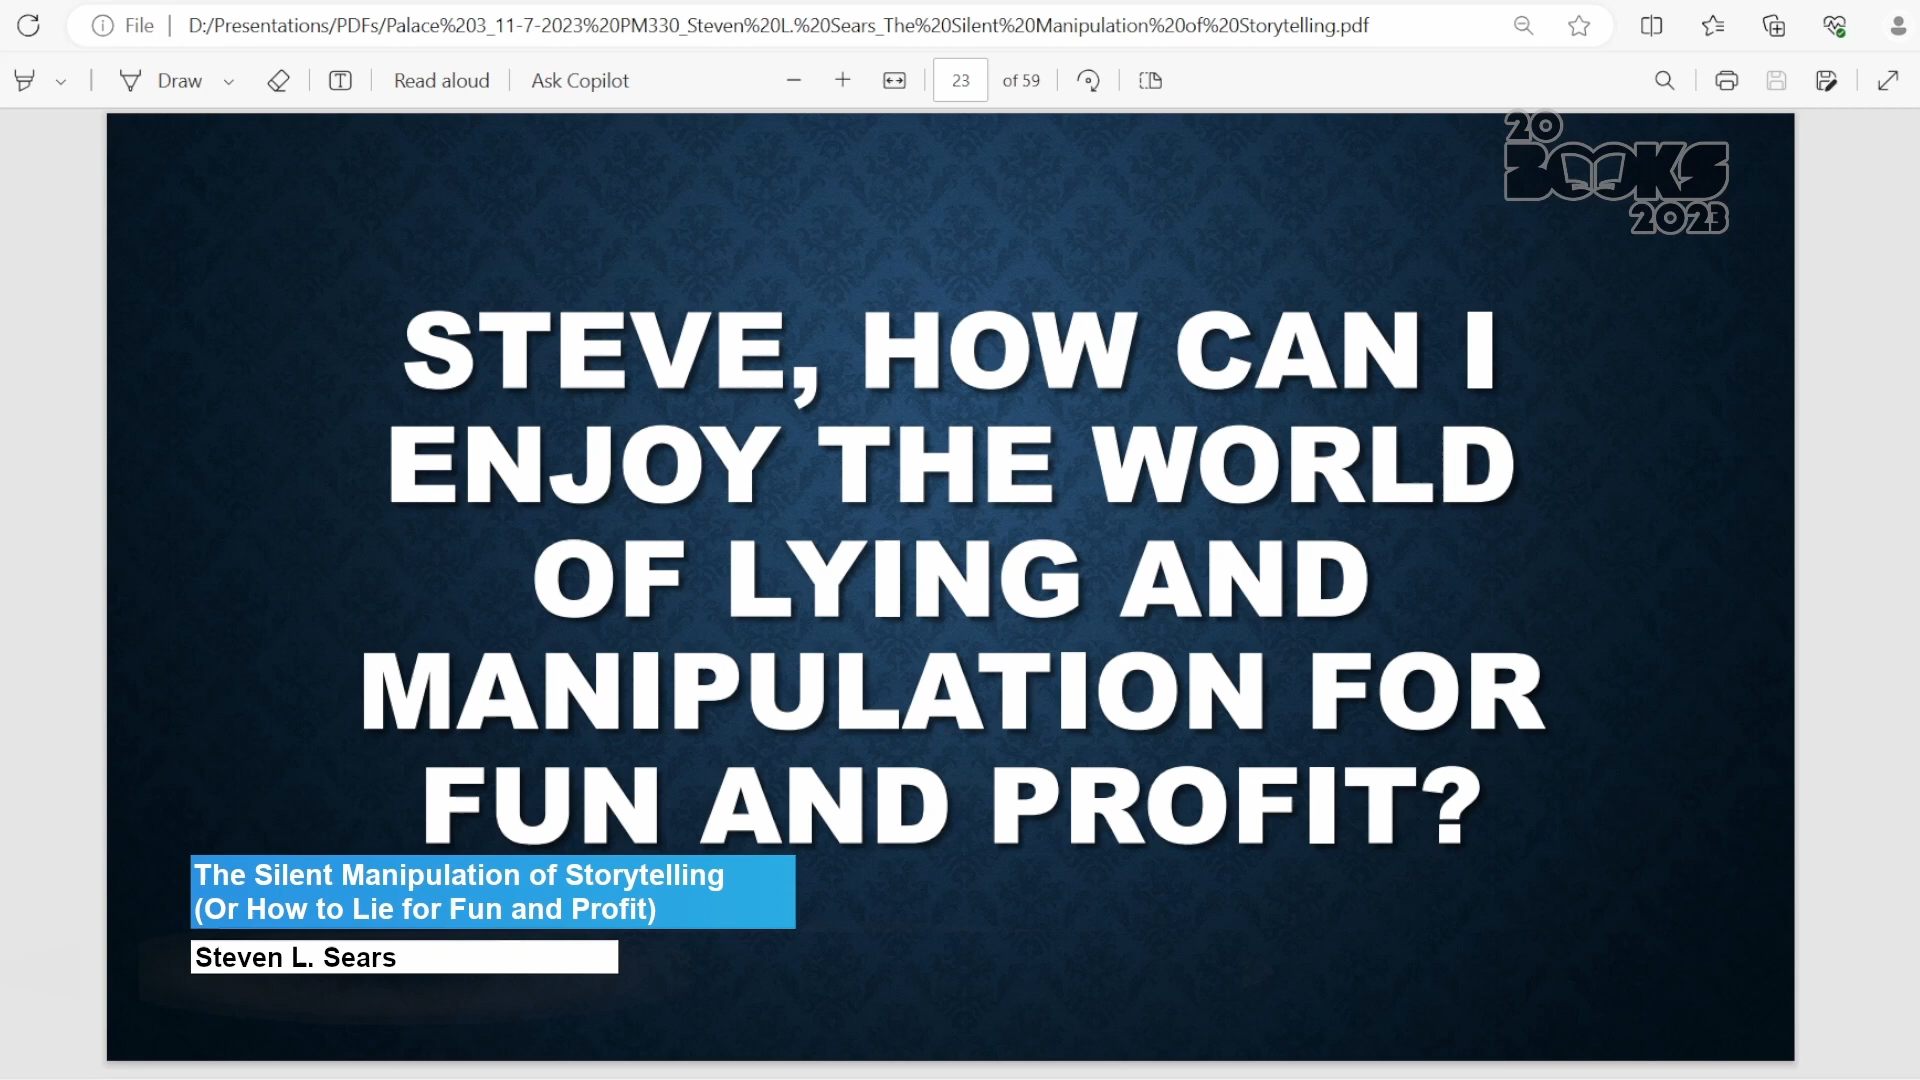 File
D:/Presentations/PDFs/Palace%203_11-7-2023%20PM330_Steven%20L.%20Sears_The%20Silent%20Manipulation%20of%20Storytelling.pdf
Draw
Read aloud
Ask Copilot
23
of 59
20
BOOKS
2023
STEVE, HOW CAN I
ENJOY THE WORLD
OF LYING AND
MANIPULATION FOR
FUN AND PROFIT?
The Silent Manipulation of Storytelling
(Or How to Lie for Fun and Profit)
Steven L. Sears